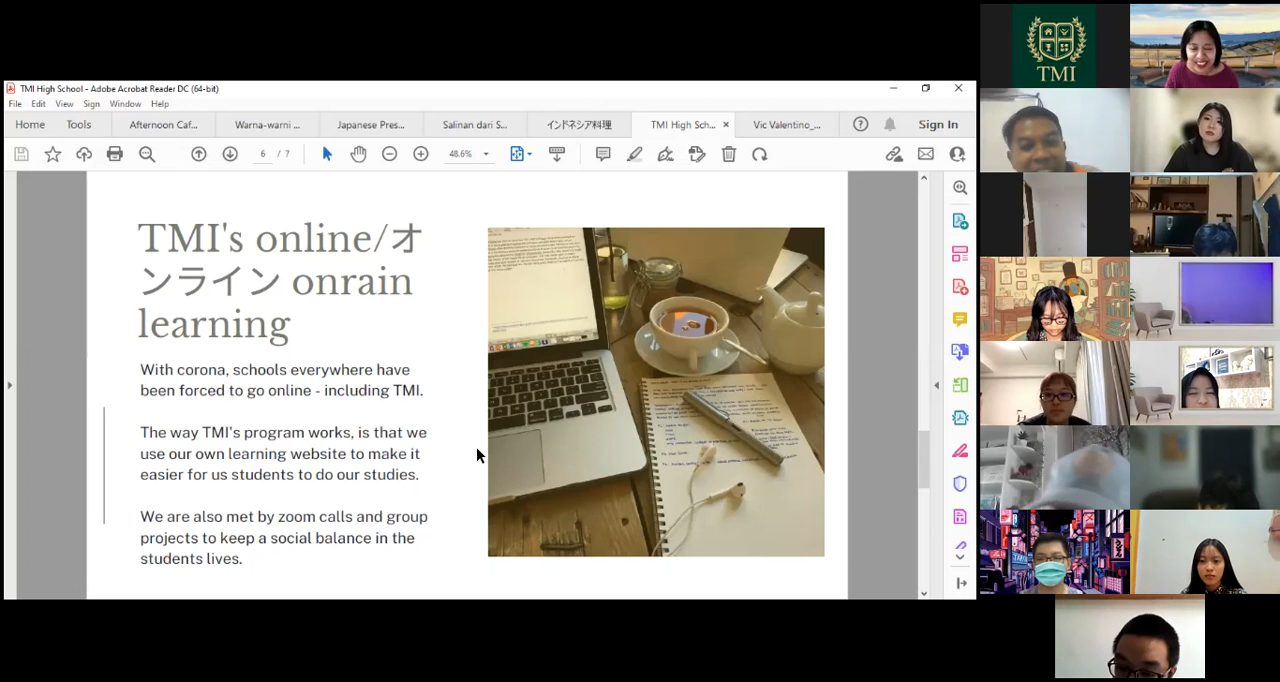 TMI High School - Adobe Acrobat Reader DC (64-bit)
File Edit View Sign Window Help
Home Tools Afternoon Caf... Warna-warni ... Japanese Pres... Salinan dari S... インドネシア料理 TMI High Sch... × Vic Valentino_... Sign In
6 / 7 48.6%
TMI's online/オ
ンライン onrain
learning
With corona, schools everywhere have
been forced to go online - including TMI.
The way TMI's program works, is that we
use our own learning website to make it
easier for us students to do our studies.
We are also met by zoom calls and group
projects to keep a social balance in the
students lives.
TMI